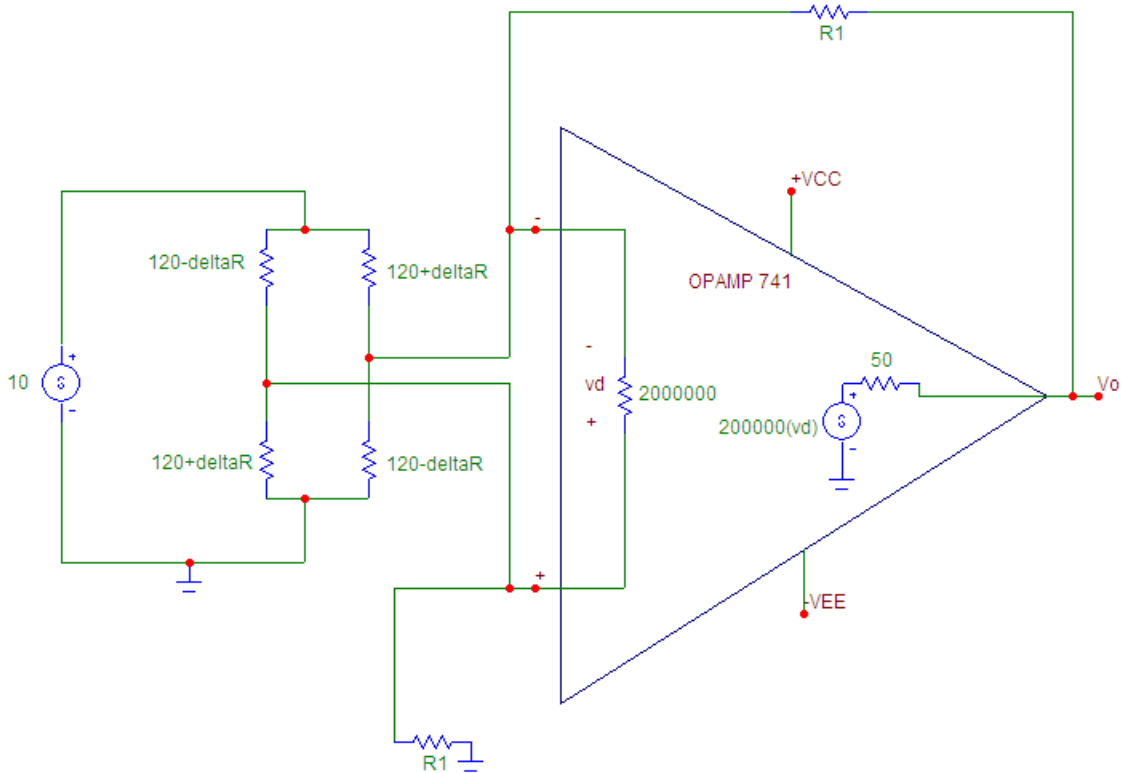 R1
+VCC
-
120-deltaR
120+deltaR
OPAMP 741
-
vd
+
2000000
50
+
10
S
-
Vo
+
200000(vd)
S
-
120+deltaR
120-deltaR
+
-VEE
R1